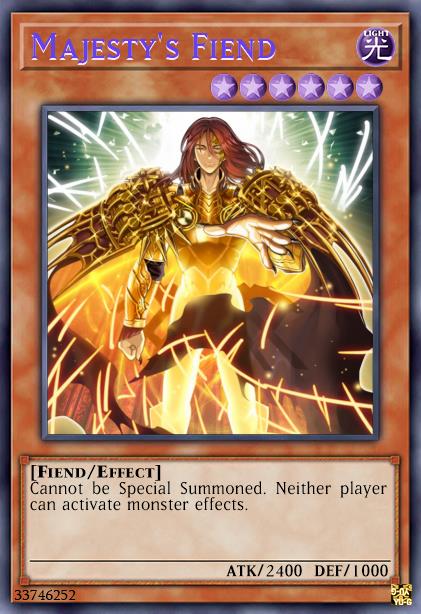 MAJESTY'S FIEND
LIGHT
光
[FIEND/EFFECT]
Cannot be Special Summoned. Neither player
can activate monster effects.
ATK/2400 DEF/1000
33746252